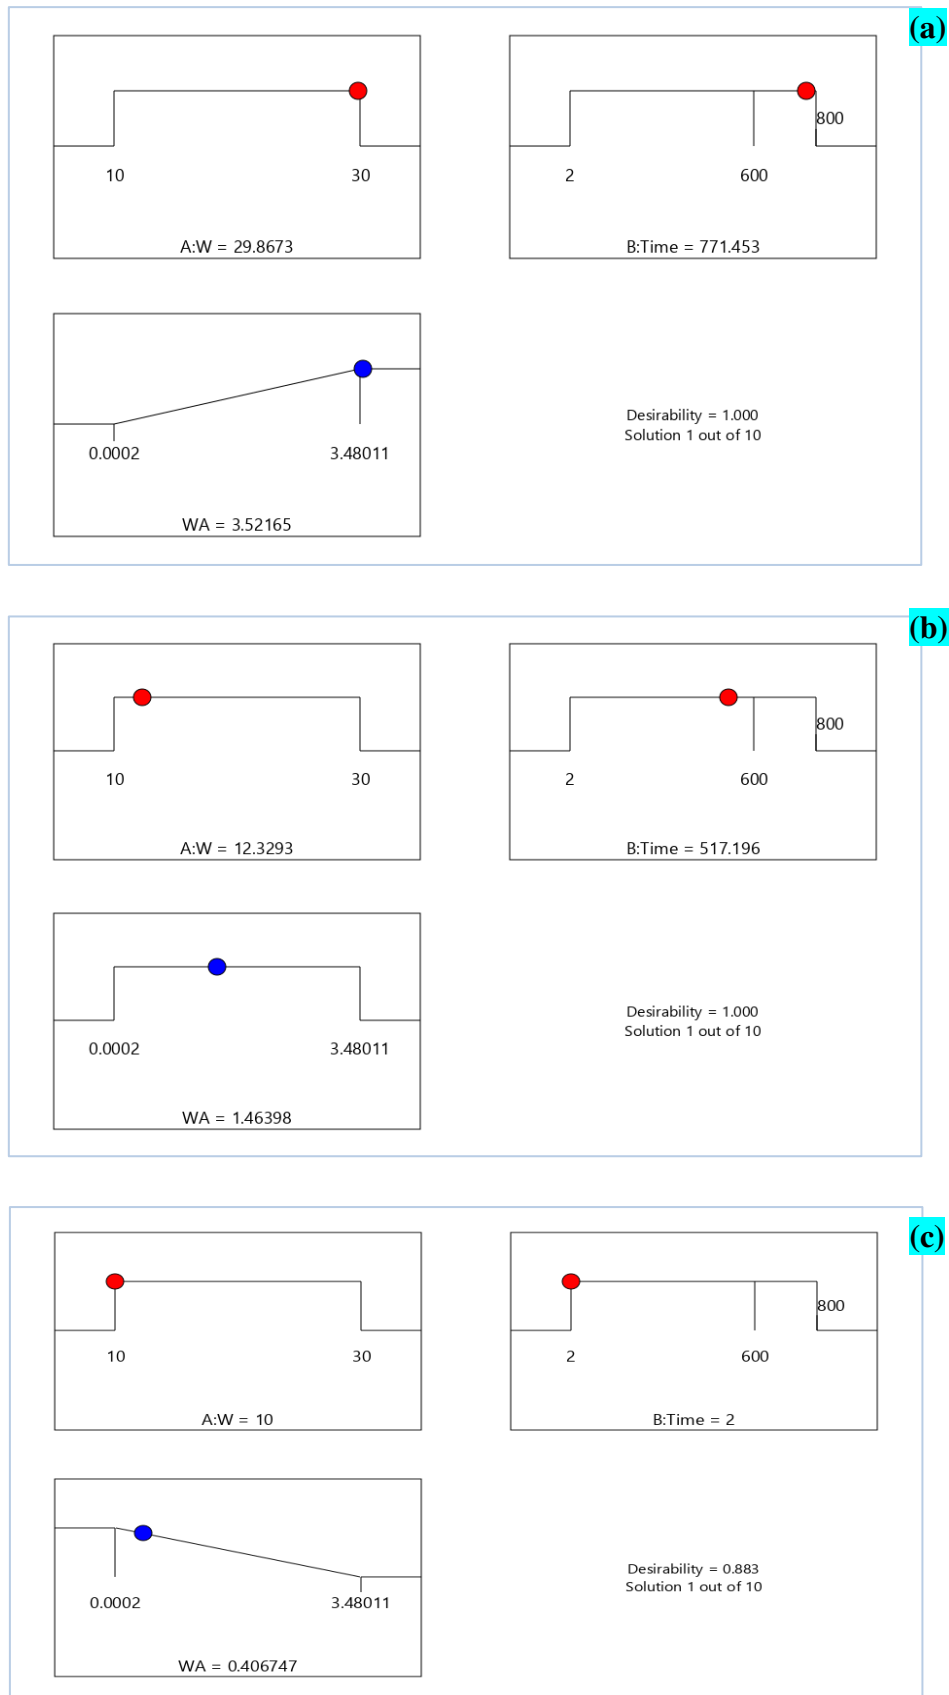 (a)
10 30
A:W = 29.8673
2 600 800
B:Time = 771.453
0.0002 3.48011
WA = 3.52165
Desirability = 1.000
Solution 1 out of 10
(b)
10 30
A:W = 12.3293
2 600 800
B:Time = 517.196
0.0002 3.48011
WA = 1.46398
Desirability = 1.000
Solution 1 out of 10
(c)
10 30
A:W = 10
2 600 800
B:Time = 2
0.0002 3.48011
WA = 0.406747
Desirability = 0.883
Solution 1 out of 10